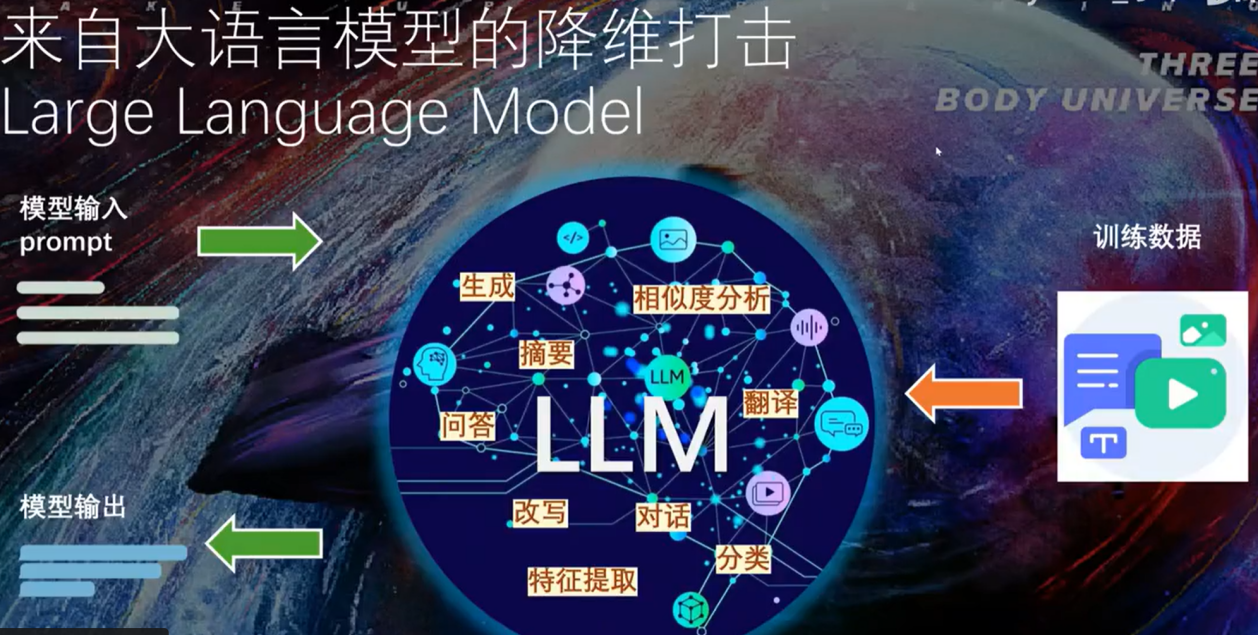 来自大语言模型的降维打击
Large Language Model
THREE
BODY UNIVERSE
模型输入
prompt
训练数据
生成
相似度分析
摘要
LLM
翻译
问答
LLM
改写
对话
分类
特征提取
模型输出
T